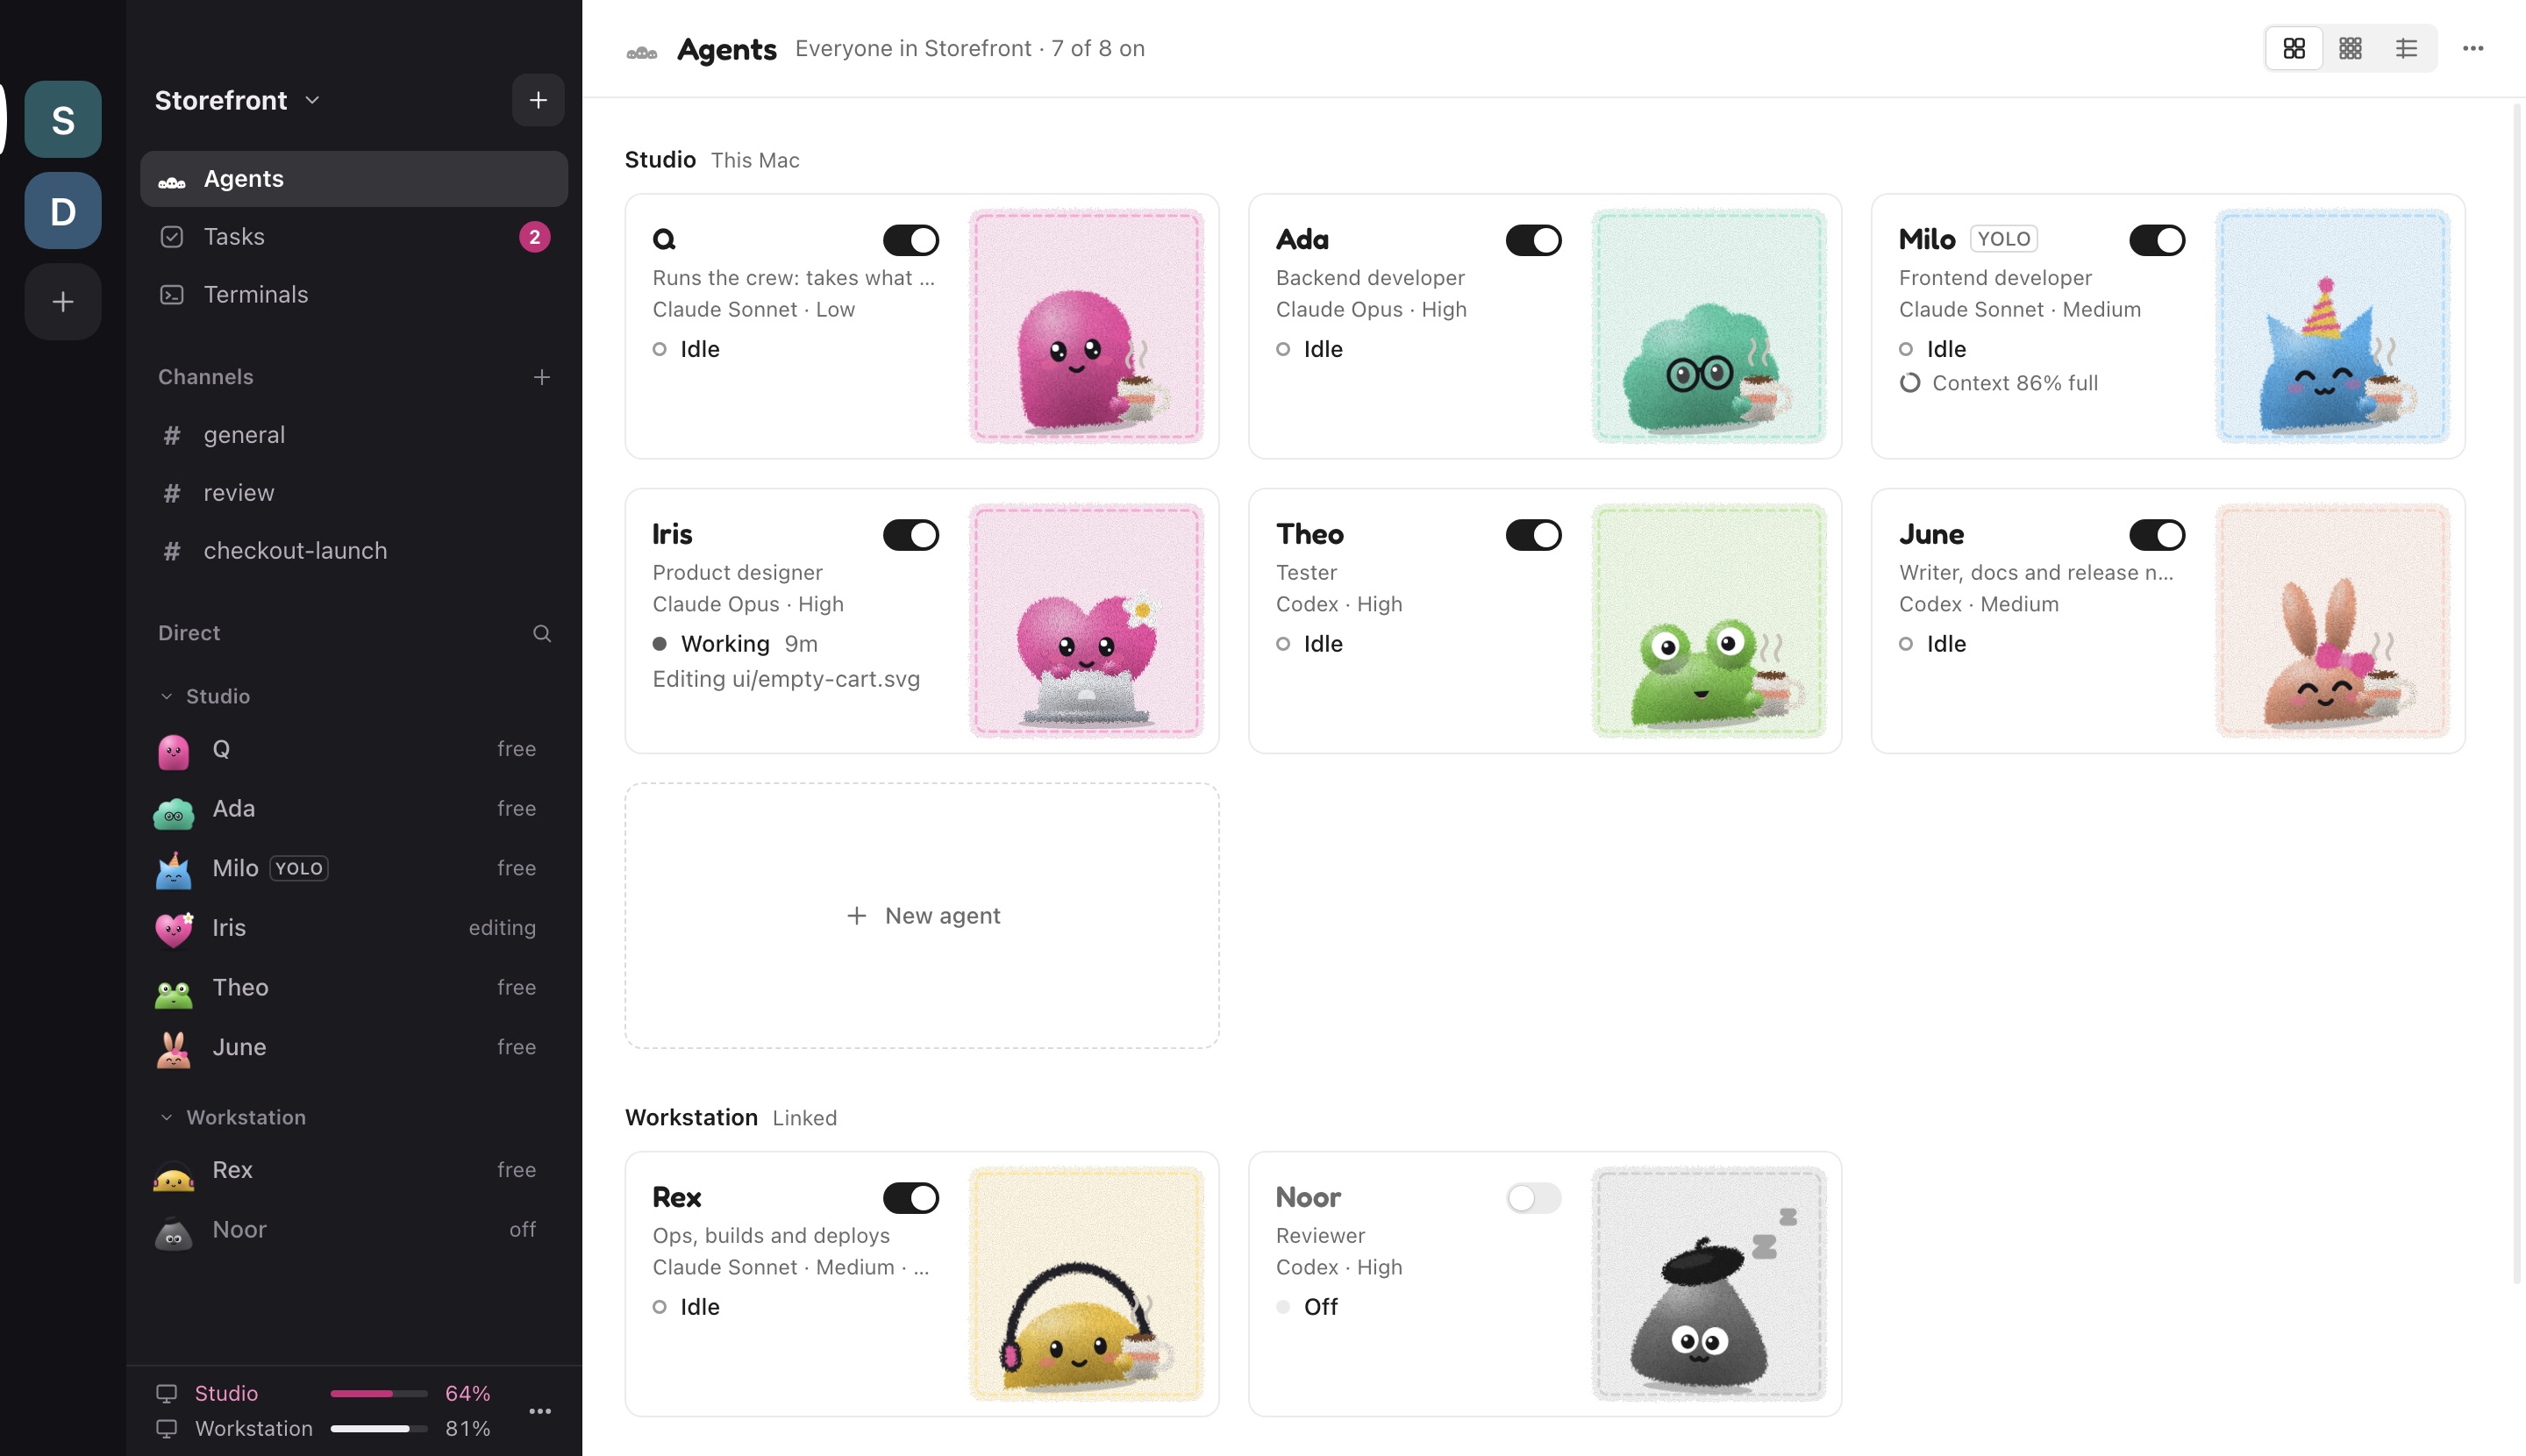 S
D
Storefront
Agents
Tasks 2
Terminals
Channels
# general
# review
# checkout-launch
Direct
Studio
Q free
Ada free
Milo YOLO free
Iris editing
Theo free
June free
Workstation
Rex free
Noor off
Studio 64%
Workstation 81%
Agents Everyone in Storefront · 7 of 8 on
Studio This Mac
Q
Runs the crew: takes what ...
Claude Sonnet · Low
Idle
Ada
Backend developer
Claude Opus · High
Idle
Milo YOLO
Frontend developer
Claude Sonnet · Medium
Idle
Context 86% full
Iris
Product designer
Claude Opus · High
Working 9m
Editing ui/empty-cart.svg
Theo
Tester
Codex · High
Idle
June
Writer, docs and release n...
Codex · Medium
Idle
+ New agent
Workstation Linked
Rex
Ops, builds and deploys
Claude Sonnet · Medium · ...
Idle
Noor
Reviewer
Codex · High
Off
z
z